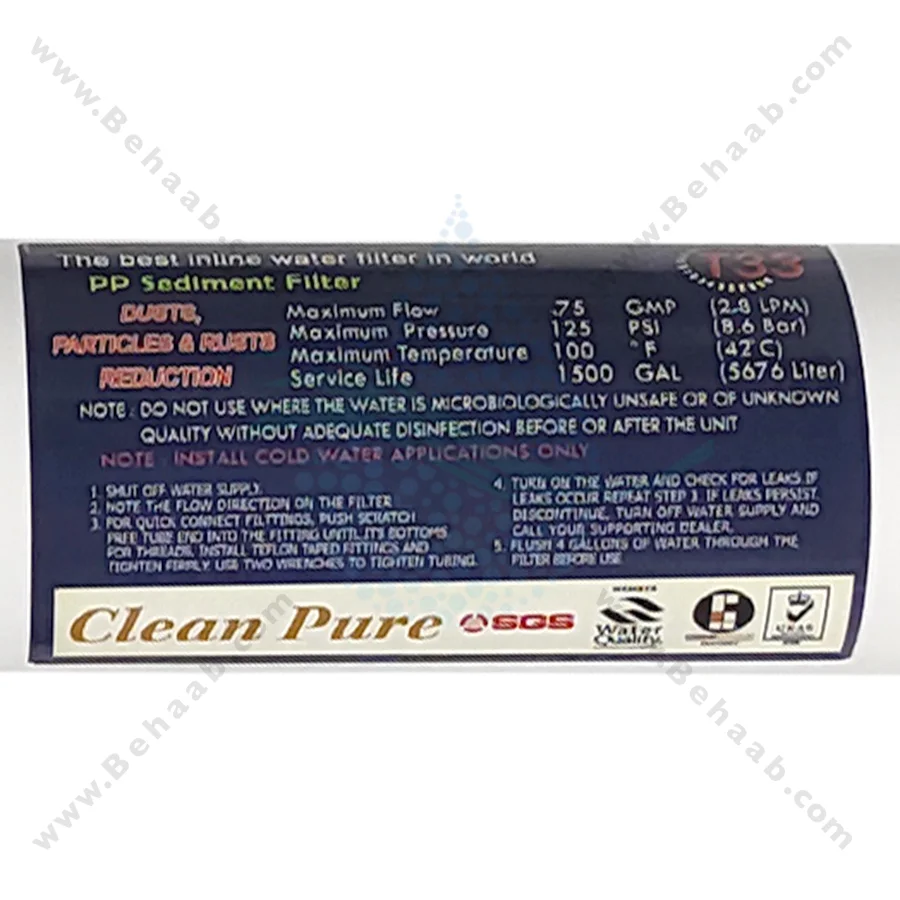 www.Behaab.com
www.Behaab.com
The best inline water filter in world
T33
PP Sediment Filter
DUSTS,
PARTICLES & RUSTS
REDUCTION
Maximum Flow .75 GMP (2.8 LPM)
Maximum Pressure 125 PSI (8.6 Bar)
Maximum Temperature 100 °F (42°C)
Service Life 1500 GAL (5676 Liter)
NOTE: DO NOT USE WHERE THE WATER IS MICROBIOLOGICALLY UNSAFE OR OF UNKNOWN
QUALITY WITHOUT ADEQUATE DISINFECTION BEFORE OR AFTER THE UNIT
NOTE: INSTALL COLD WATER APPLICATIONS ONLY
1. SHUT OFF WATER SUPPLY.
2. NOTE THE FLOW DIRECTION ON THE FILTER
3. FOR QUICK CONNECT FILTTINGS, PUSH SCRATCH
FREE TUBE END INTO THE FITTING UNTIL ITS BOTTOMS
FOR THREADS, INSTALL TEFLON TAPED FITTINGS AND
TIGHTEN FIRMLY. USE TWO WRENCHES TO TIGHTEN TUBING.
4. TURN ON THE WATER AND CHECK FOR LEAKS. IF
LEAKS OCCUR REPEAT STEP 3. IF LEAKS PERSIST,
DISCONTINUE, TURN OFF WATER SUPPLY AND
CALL YOUR SUPPORTING DEALER.
5. FLUSH 4 GALLONS OF WATER THROUGH THE
FILTER BEFORE USE
Clean Pure
SGS
Water
Quality
UKAS
www.Behaab.com
www.Behaab.com